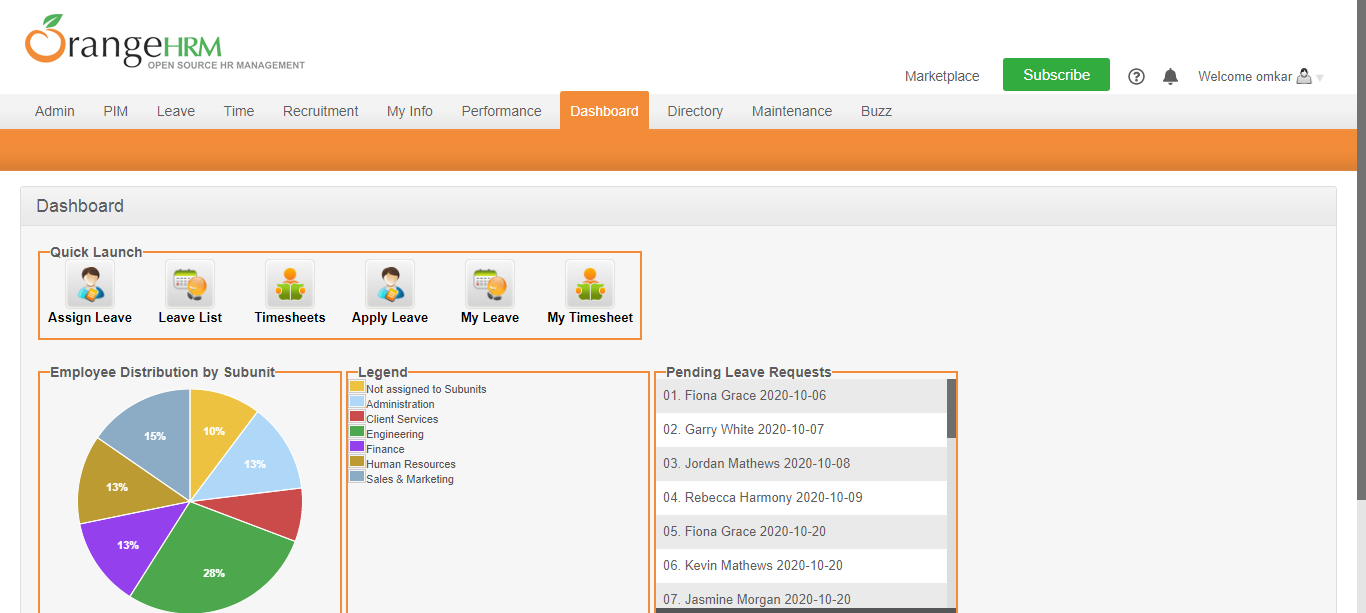 OrangeHRM
OPEN SOURCE HR MANAGEMENT
Marketplace Subscribe ? Welcome omkar
Admin PIM Leave Time Recruitment My Info Performance Dashboard Directory Maintenance Buzz
Dashboard
Quick Launch
Assign Leave Leave List Timesheets Apply Leave My Leave My Timesheet
Employee Distribution by Subunit
10%
13%
28%
13%
13%
15%
Legend
Not assigned to Subunits
Administration
Client Services
Engineering
Finance
Human Resources
Sales & Marketing
Pending Leave Requests
01. Fiona Grace 2020-10-06
02. Garry White 2020-10-07
03. Jordan Mathews 2020-10-08
04. Rebecca Harmony 2020-10-09
05. Fiona Grace 2020-10-20
06. Kevin Mathews 2020-10-20
07. Jasmine Morgan 2020-10-20